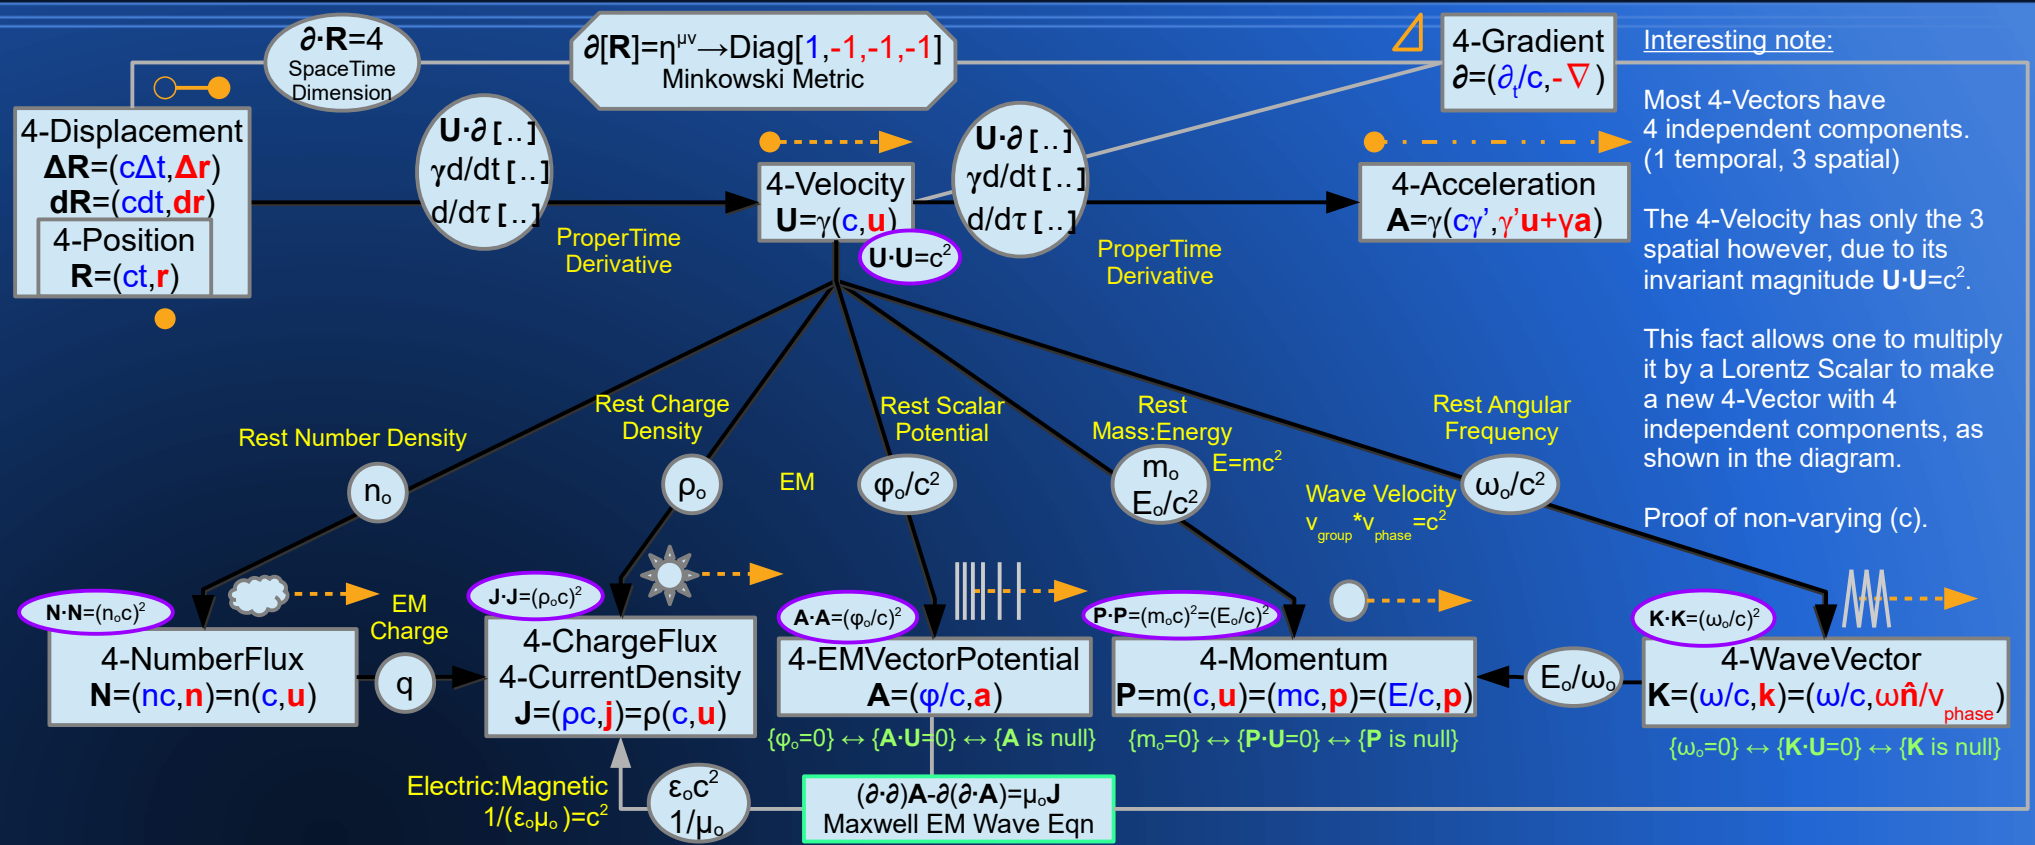 ∂·R=4
SpaceTime
Dimension
∂[R]=η^μν→Diag[1,-1,-1,-1]
Minkowski Metric
4-Gradient
∂=(∂_t/c,-∇)
Interesting note:
Most 4-Vectors have
4 independent components.
(1 temporal, 3 spatial)
The 4-Velocity has only the 3
spatial however, due to its
invariant magnitude U·U=c².
This fact allows one to multiply
it by a Lorentz Scalar to make
a new 4-Vector with 4
independent components, as
shown in the diagram.
Proof of non-varying (c).
4-Displacement
ΔR=(cΔt,Δr)
dR=(cdt,dr)
4-Position
R=(ct,r)
U·∂[..]
γd/dt[..]
d/dτ[..]
ProperTime
Derivative
4-Velocity
U=γ(c,u)
U·U=c²
U·∂[..]
γd/dt[..]
d/dτ[..]
ProperTime
Derivative
4-Acceleration
A=γ(cγ’,γ’u+γa)
Rest Number Density
nₒ
Rest Charge
Density
ρₒ
EM
Rest Scalar
Potential
φₒ/c²
Rest
Mass:Energy
E=mc²
mₒ
Eₒ/c²
Rest Angular
Frequency
ωₒ/c²
Wave Velocity
v_group*v_phase=c²
N·N=(nₒc)²
4-NumberFlux
N=(nc,n)=n(c,u)
EM
Charge
q
J·J=(ρₒc)²
4-ChargeFlux
4-CurrentDensity
J=(ρc,j)=ρ(c,u)
A·A=(φₒ/c)²
4-EMVectorPotential
A=(φ/c,a)
{φₒ=0} ↔ {A·U=0} ↔ {A is null}
P·P=(mₒc)²=(Eₒ/c)²
4-Momentum
P=m(c,u)=(mc,p)=(E/c,p)
{mₒ=0} ↔ {P·U=0} ↔ {P is null}
Eₒ/ωₒ
K·K=(ωₒ/c)²
4-WaveVector
K=(ω/c,k)=(ω/c,ωn̂/v_phase)
{ωₒ=0} ↔ {K·U=0} ↔ {K is null}
Electric:Magnetic
1/(εₒμₒ)=c²
εₒc²
1/μₒ
(∂·∂)A-∂(∂·A)=μₒJ
Maxwell EM Wave Eqn